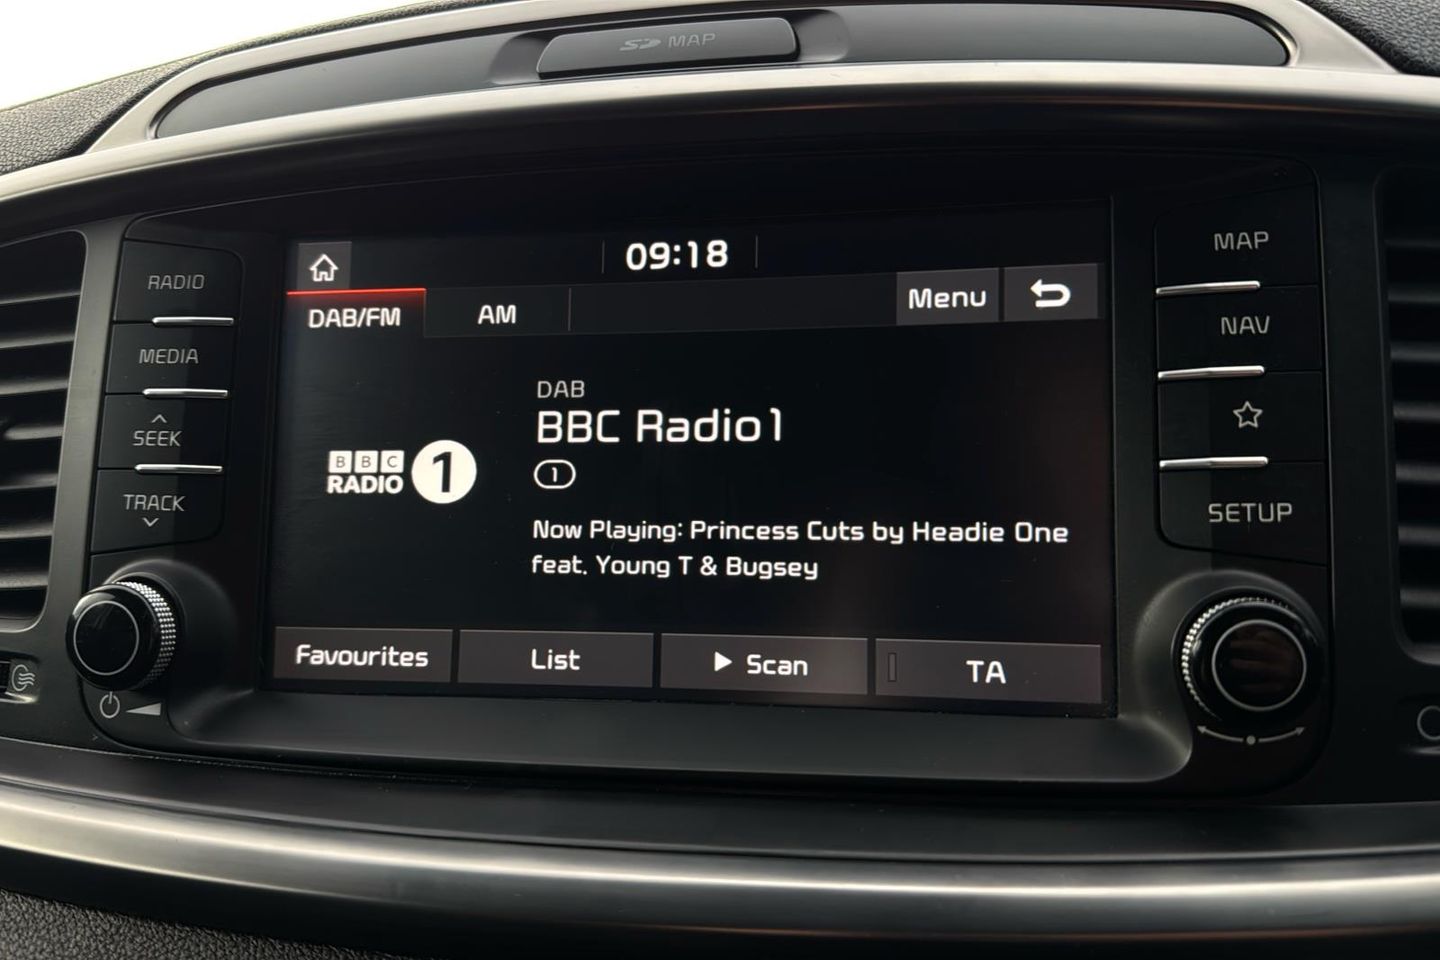 SD MAP
09:18
DAB/FM
AM
Menu
RADIO
MEDIA
SEEK
TRACK
DAB
BBC Radio1
1
BBC
RADIO 1
Now Playing: Princess Cuts by Headie One
feat. Young T & Bugsey
Favourites
List
Scan
TA
MAP
NAV
SETUP